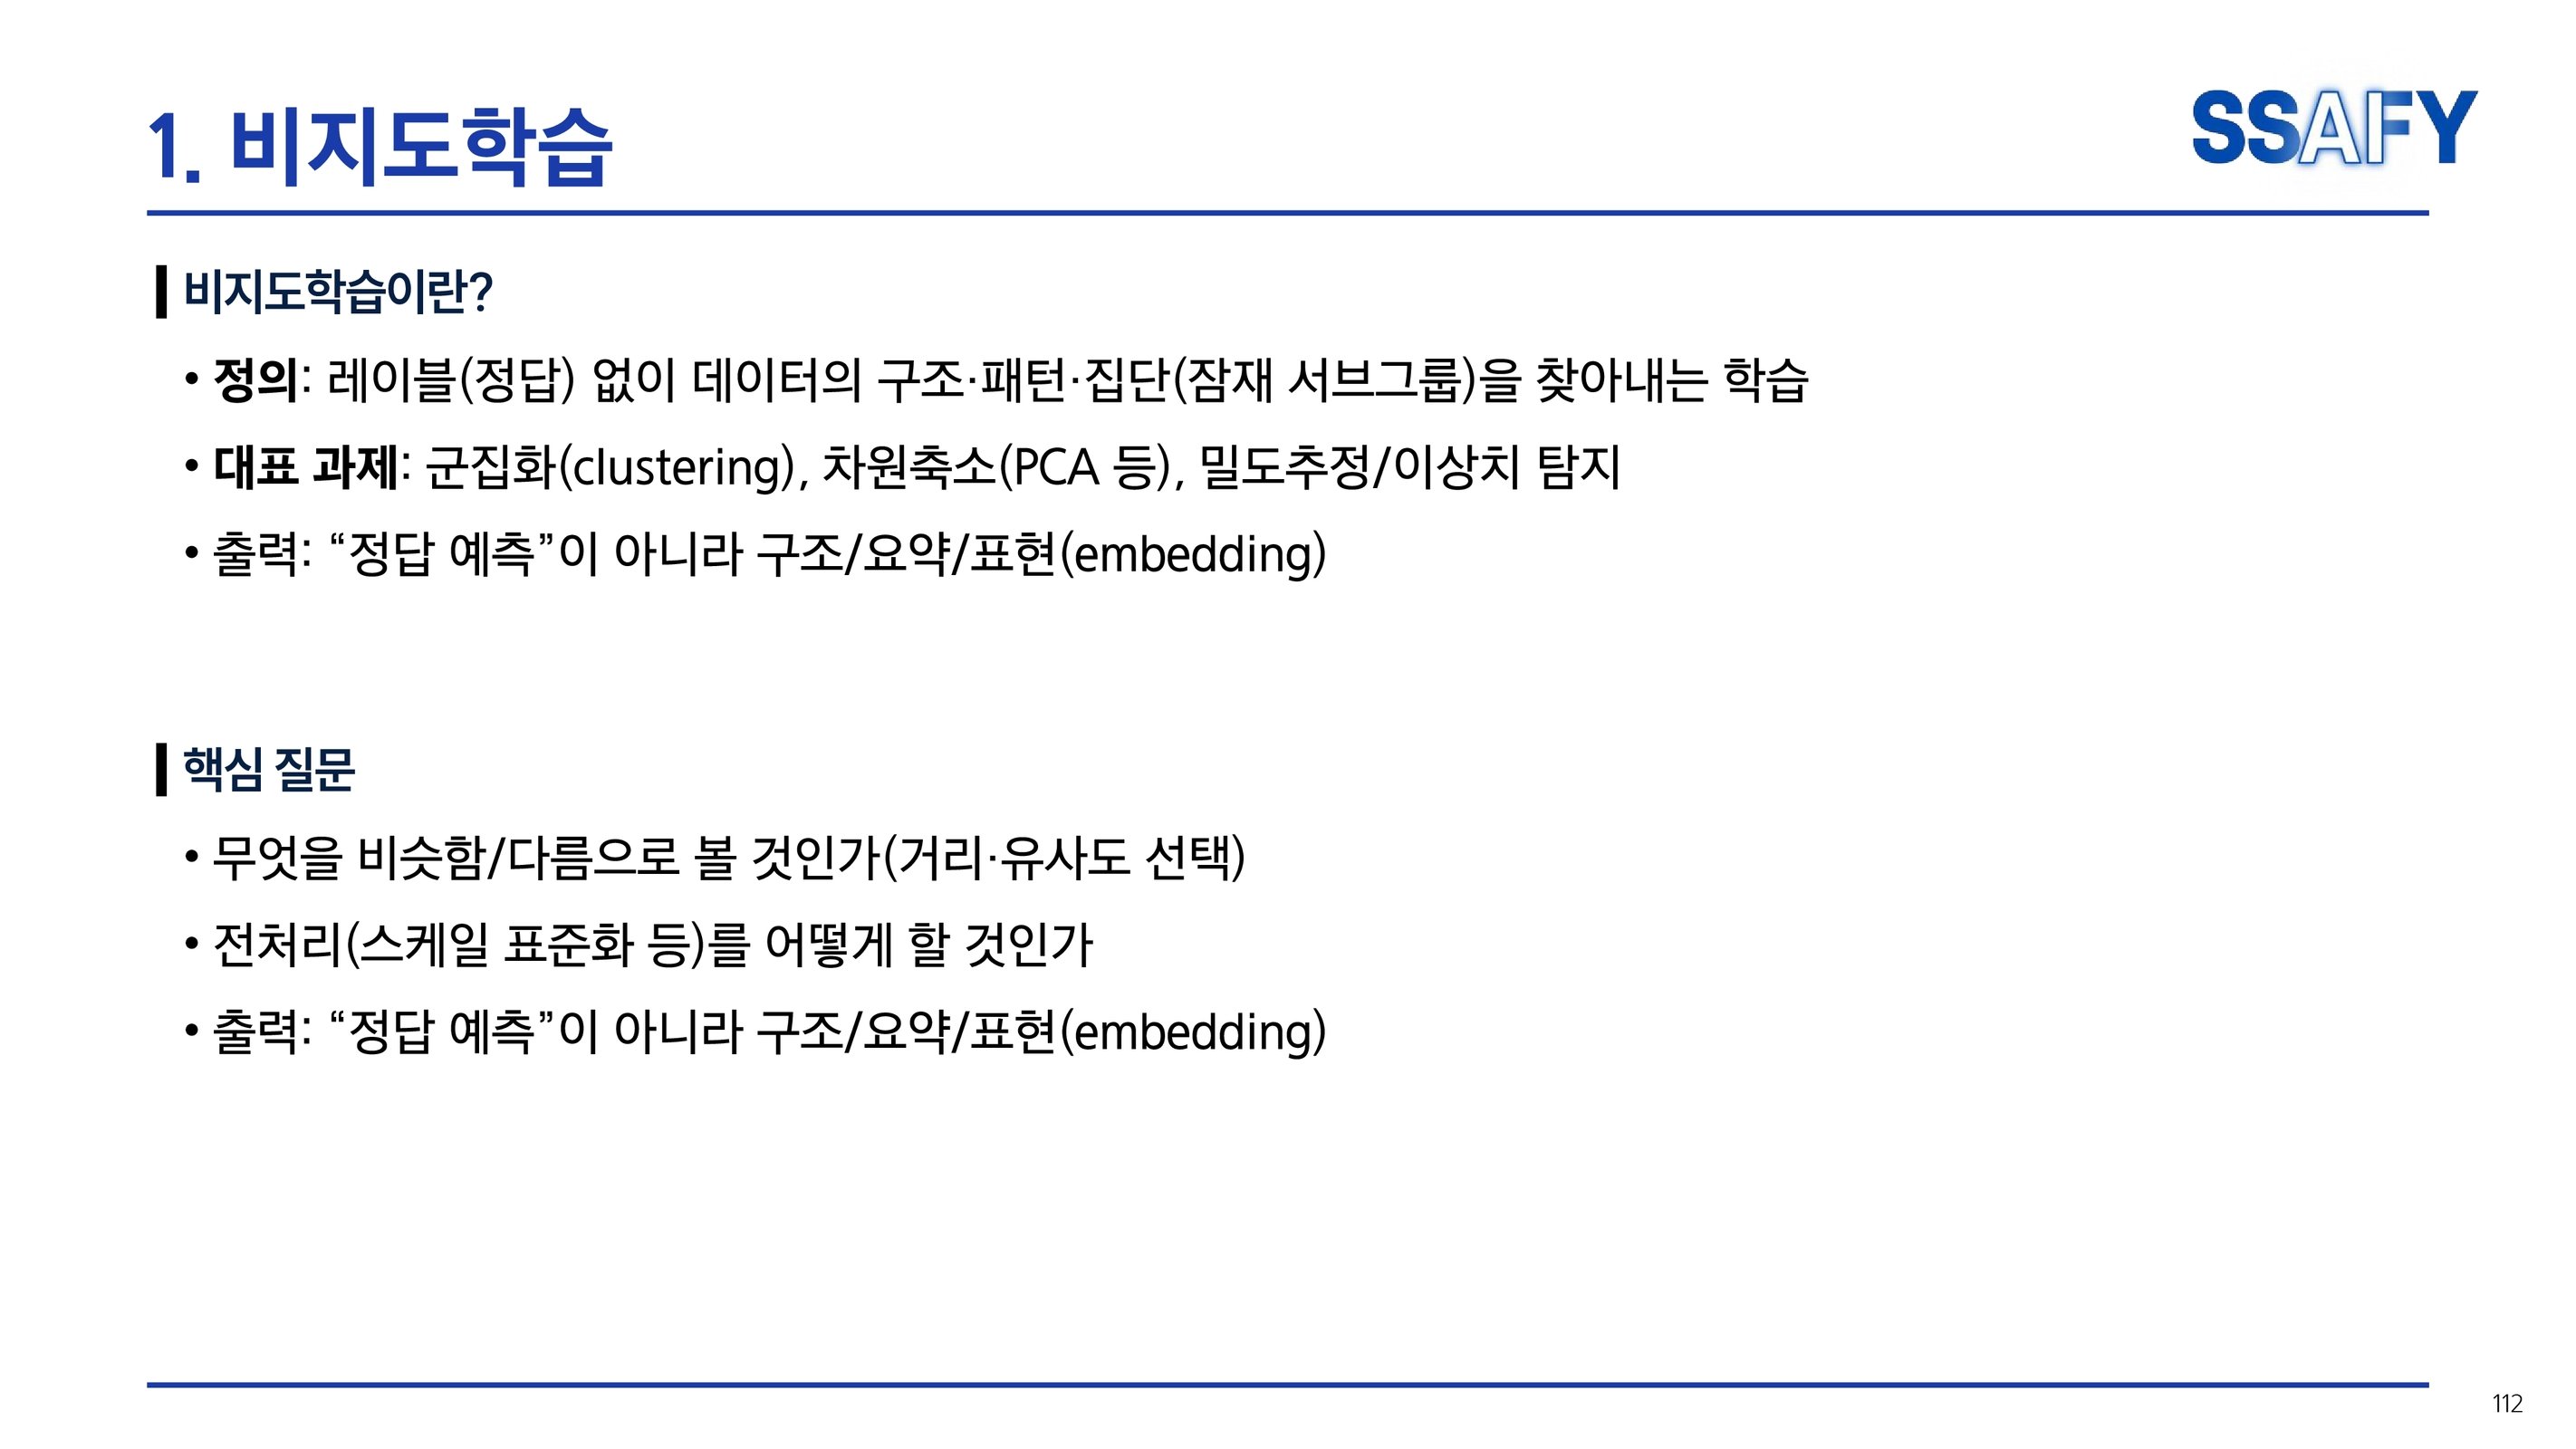 1. 비지도학습
SSAFY
비지도학습이란?
• 정의: 레이블(정답) 없이 데이터의 구조·패턴·집단(잠재 서브그룹)을 찾아내는 학습
• 대표 과제: 군집화(clustering), 차원축소(PCA 등), 밀도추정/이상치 탐지
• 출력: “정답 예측”이 아니라 구조/요약/표현(embedding)
핵심 질문
• 무엇을 비슷함/다름으로 볼 것인가(거리·유사도 선택)
• 전처리(스케일 표준화 등)를 어떻게 할 것인가
• 출력: “정답 예측”이 아니라 구조/요약/표현(embedding)
112